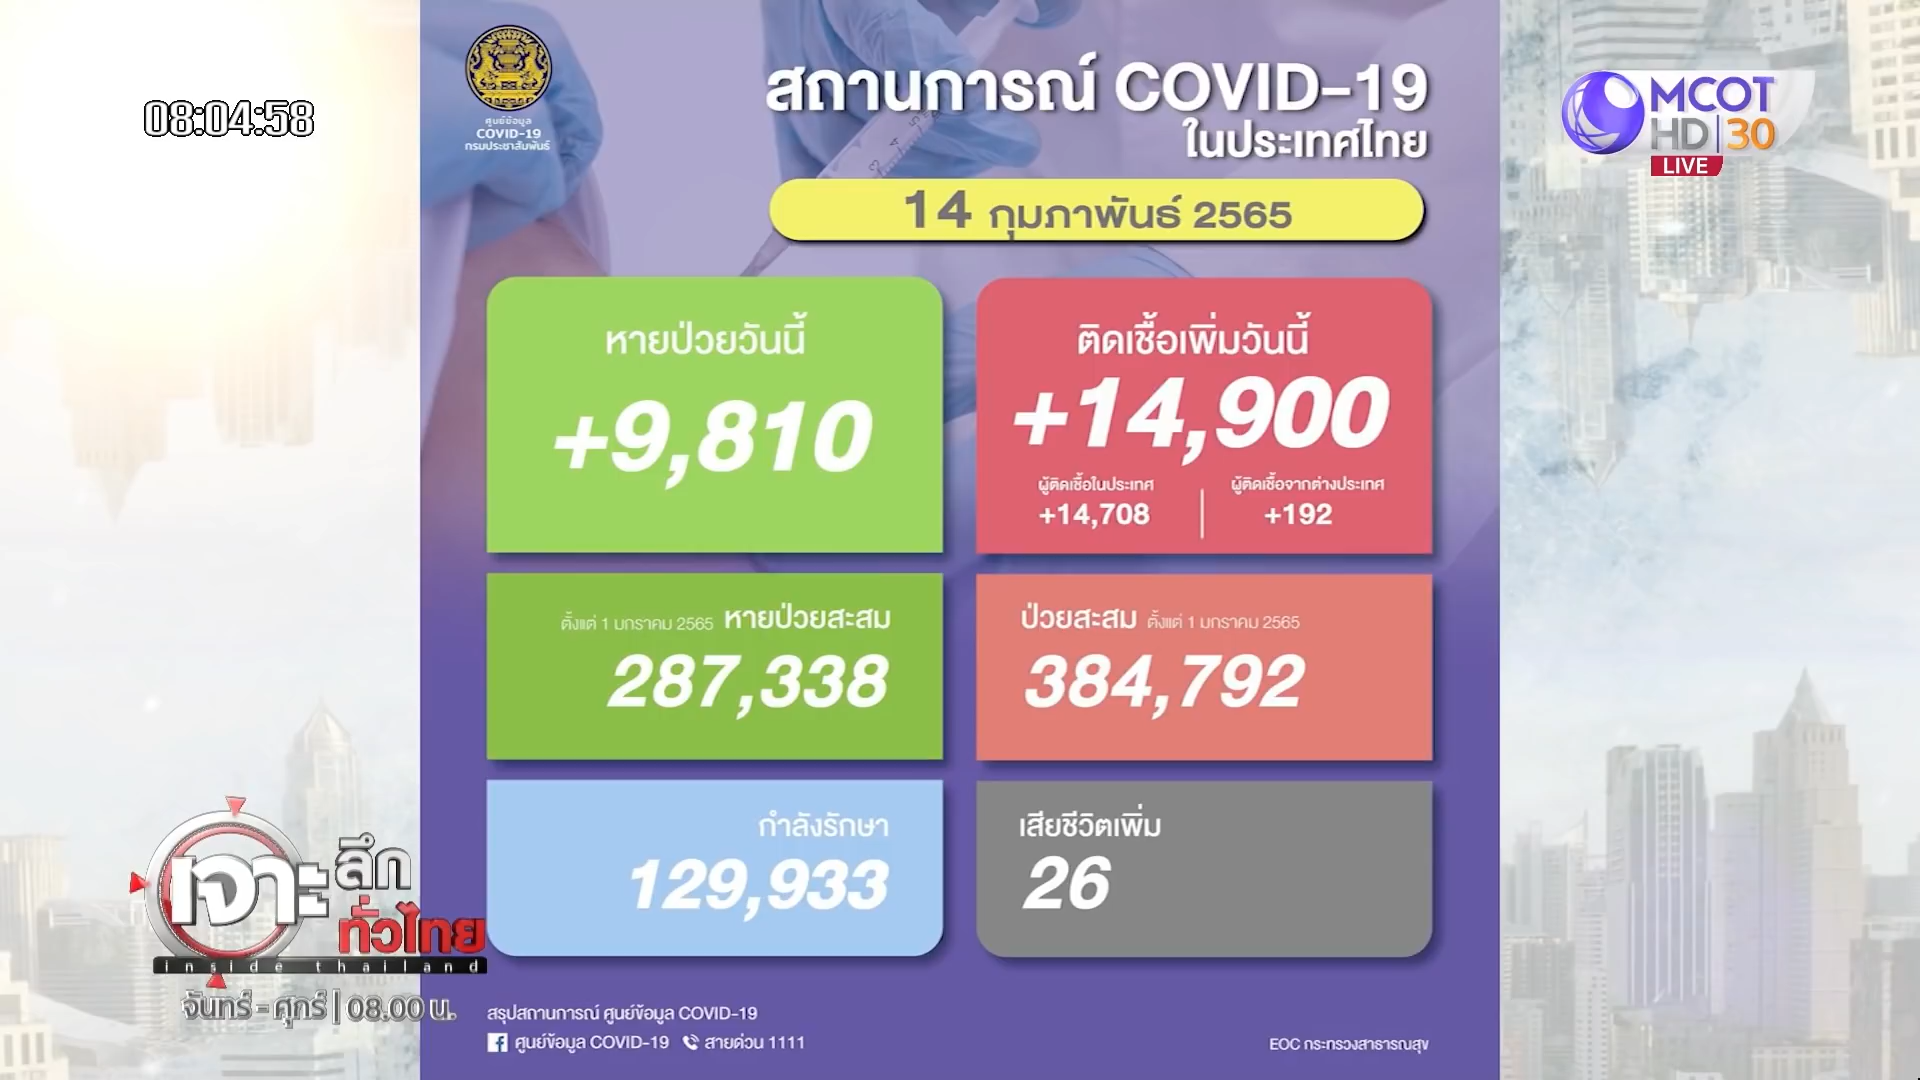 08:04:58
ศูนย์ข้อมูล
COVID-19
กรมประชาสัมพันธ์
สถานการณ์ COVID-19
ในประเทศไทย
14 กุมภาพันธ์ 2565
MCOT
HD 30
LIVE
หายป่วยวันนี้
+9,810
ติดเชื้อเพิ่มวันนี้
+14,900
ผู้ติดเชื้อในประเทศ
+14,708
ผู้ติดเชื้อจากต่างประเทศ
+192
ตั้งแต่ 1 มกราคม 2565 หายป่วยสะสม
287,338
ป่วยสะสม ตั้งแต่ 1 มกราคม 2565
384,792
กำลังรักษา
129,933
เสียชีวิตเพิ่ม
26
เจาะลึก
ทั่วไทย
inside thailand
จันทร์ - ศุกร์ | 08.00 น.
สรุปสถานการณ์ ศูนย์ข้อมูล COVID-19
ศูนย์ข้อมูล COVID-19 สายด่วน 1111
EOC กระทรวงสาธารณสุข